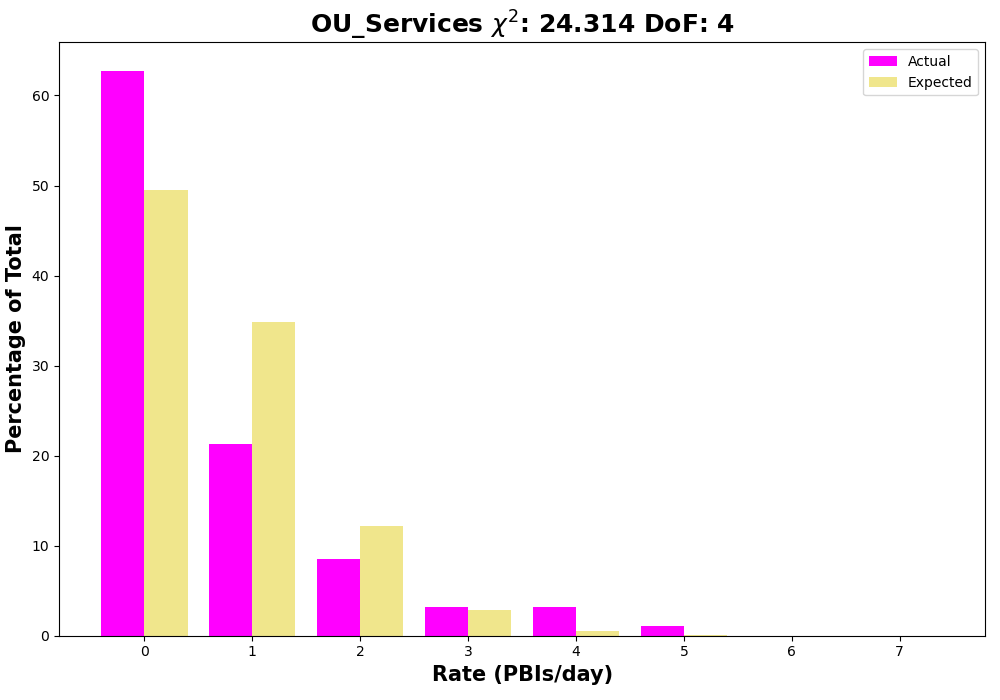 OU_Services χ²: 24.314 DoF: 4
Actual
Expected
Percentage of Total
60
50
40
30
20
10
0
0 1 2 3 4 5 6 7
Rate (PBIs/day)